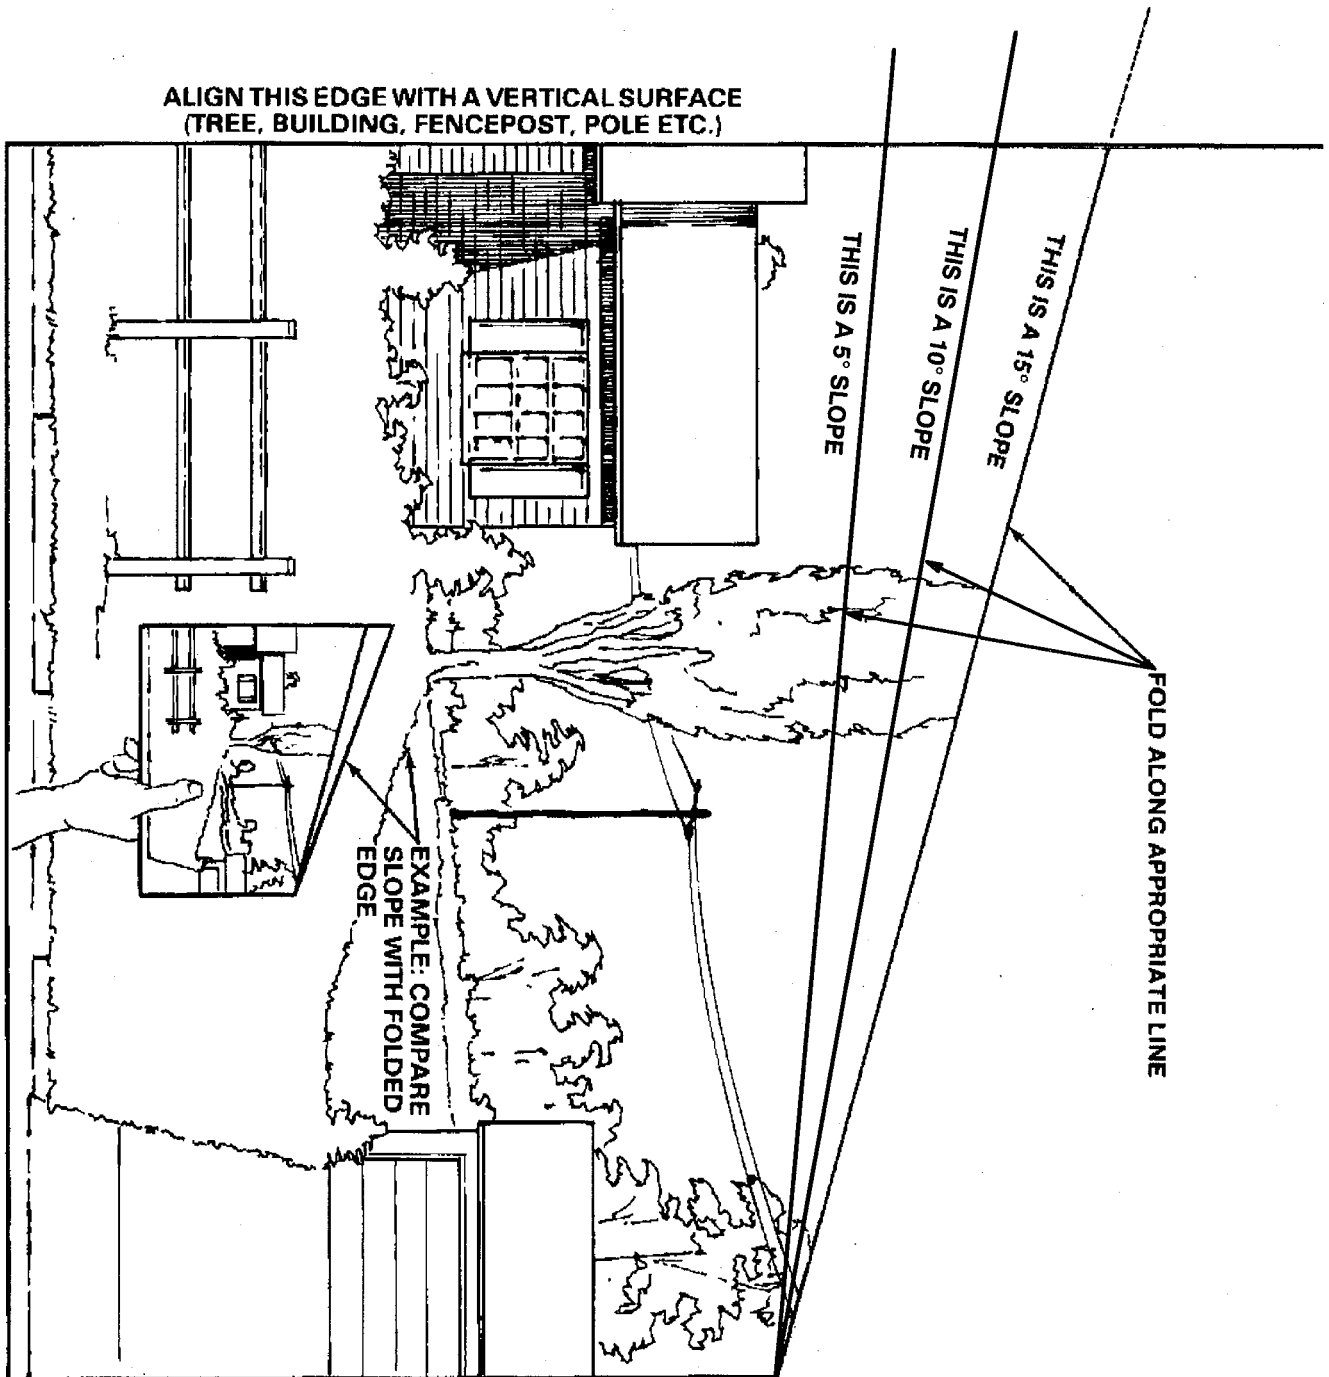 ALIGN THIS EDGE WITH A VERTICAL SURFACE
(TREE, BUILDING, FENCEPOST, POLE ETC.)
THIS IS A 5° SLOPE
THIS IS A 10° SLOPE
THIS IS A 15° SLOPE
FOLD ALONG APPROPRIATE LINE
EXAMPLE: COMPARE
SLOPE WITH FOLDED
EDGE